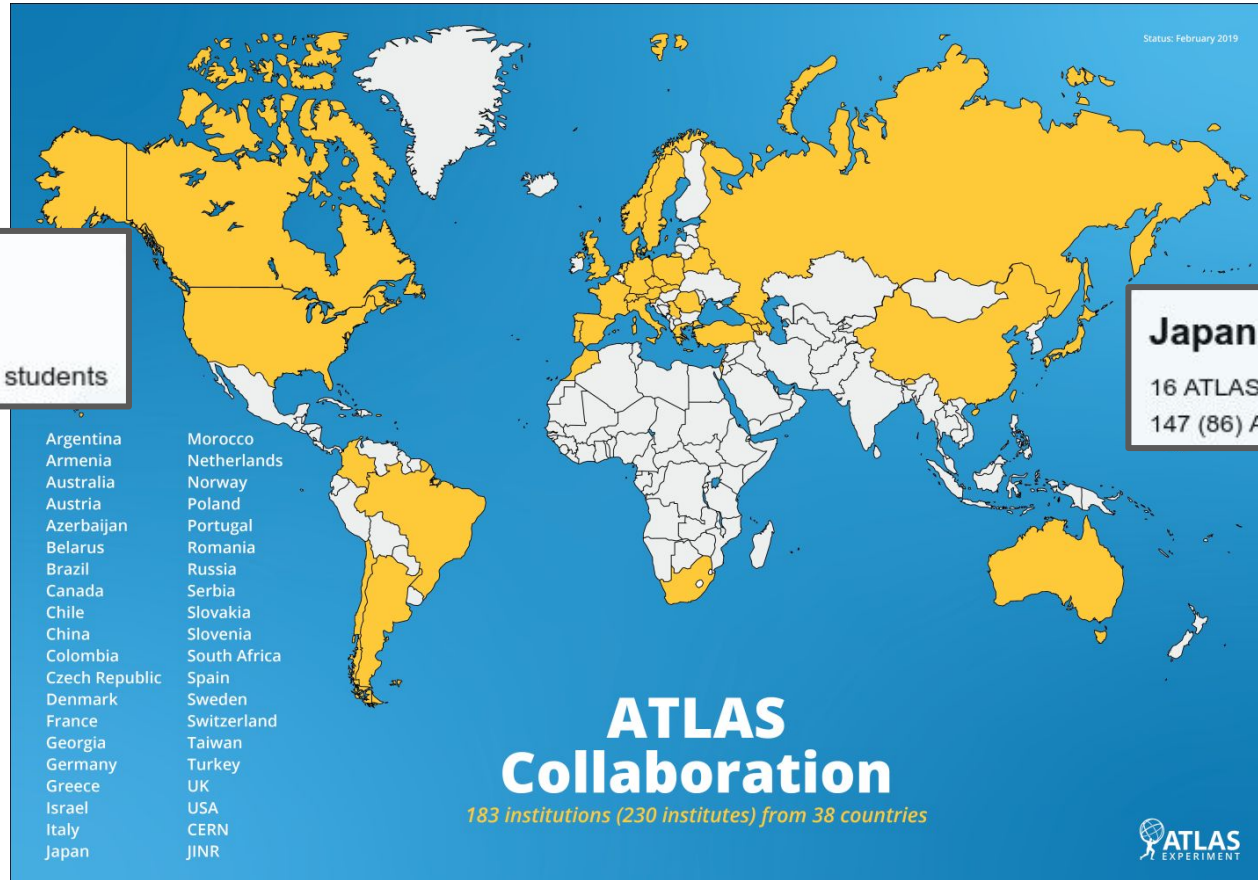 Status: February 2019
students
Japan
16 ATLAS
147 (86) A
Argentina
Armenia
Australia
Austria
Azerbaijan
Belarus
Brazil
Canada
Chile
China
Colombia
Czech Republic
Denmark
France
Georgia
Germany
Greece
Israel
Italy
Japan
Morocco
Netherlands
Norway
Poland
Portugal
Romania
Russia
Serbia
Slovakia
Slovenia
South Africa
Spain
Sweden
Switzerland
Taiwan
Turkey
UK
USA
CERN
JINR
ATLAS
Collaboration
183 institutions (230 institutes) from 38 countries
ATLAS
EXPERIMENT